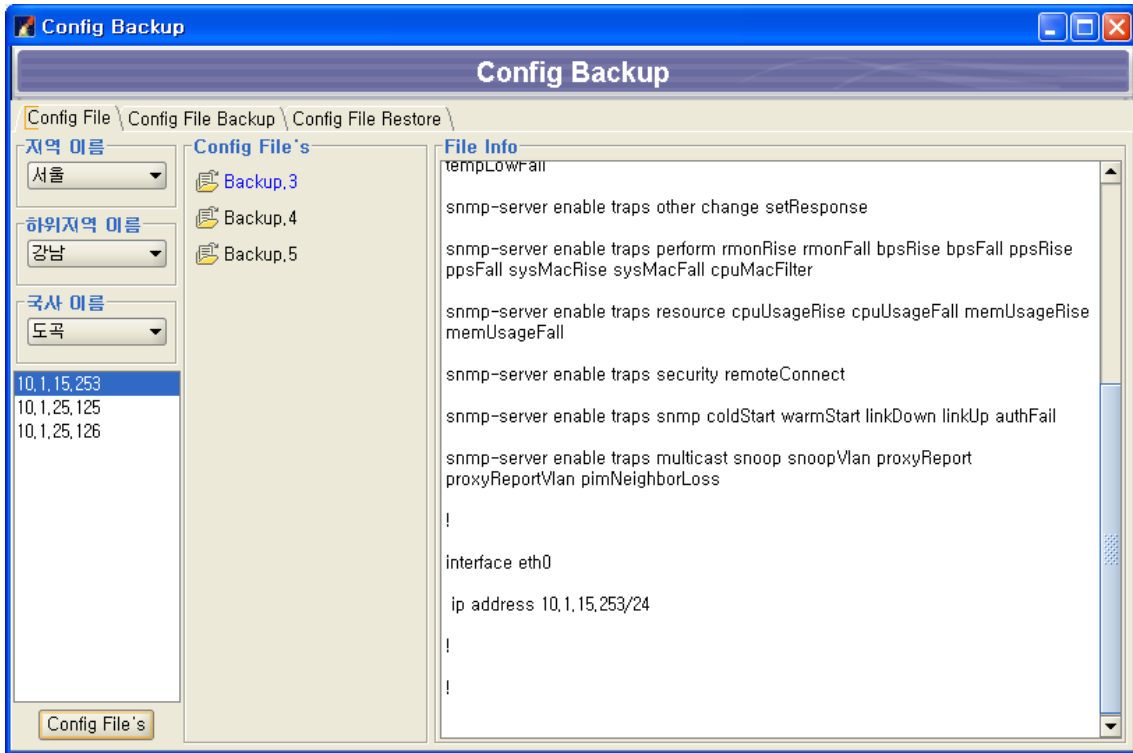 Config Backup
Config Backup
Config File
Config File Backup
Config File Restore
지역 이름
서울
하위지역 이름
강남
국사 이름
도곡
10,1,15,253
10,1,25,125
10,1,25,126
Config File's
Config File's
Backup,3
Backup,4
Backup,5
File Info
tempLowFall
snmp-server enable traps other change setResponse
snmp-server enable traps perform rmonRise rmonFall bpsRise bpsFall ppsRise
ppsFall sysMacRise sysMacFall cpuMacFilter
snmp-server enable traps resource cpuUsageRise cpuUsageFall memUsageRise
memUsageFall
snmp-server enable traps security remoteConnect
snmp-server enable traps snmp coldStart warmStart linkDown linkUp authFail
snmp-server enable traps multicast snoop snoopVlan proxyReport
proxyReportVlan pimNeighborLoss
!
interface eth0
ip address 10,1,15,253/24
!
!